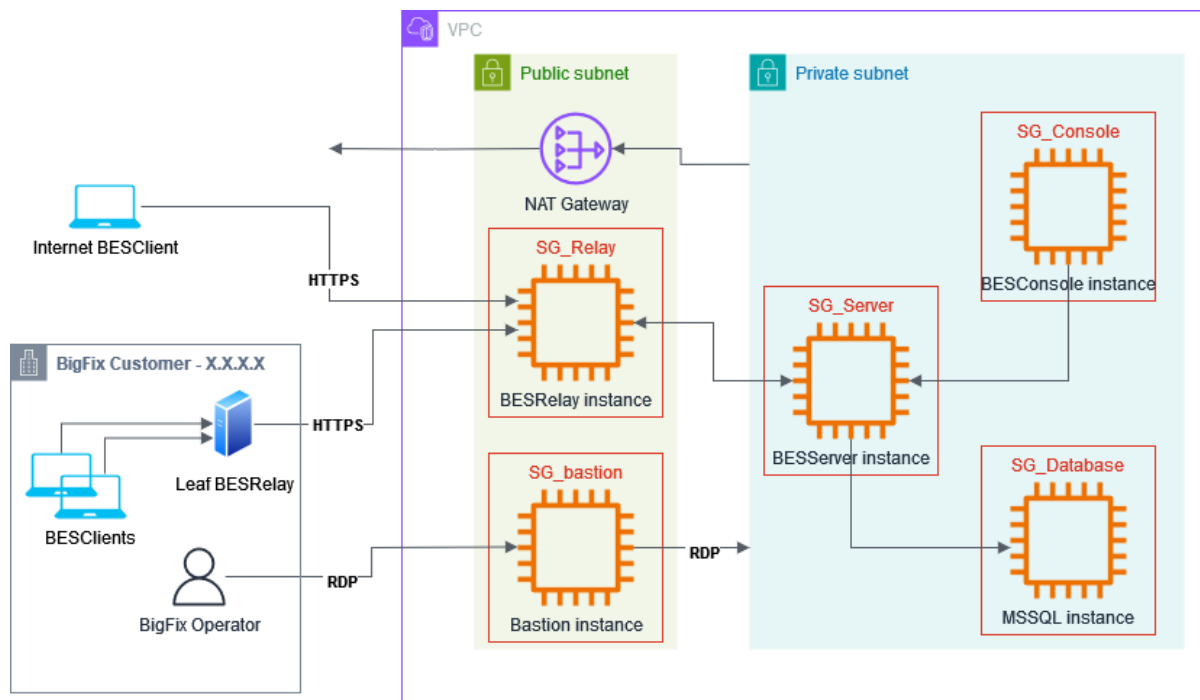 VPC
Public subnet
Private subnet
SG_Console
NAT Gateway
Internet BESClient
SG_Relay
HTTPS
BESConsole instance
SG_Server
BigFix Customer - X.X.X.X
BESRelay instance
HTTPS
BESServer instance
SG_bastion
SG_Database
Leaf BESRelay
BESClients
RDP
RDP
BigFix Operator
Bastion instance
MSSQL instance